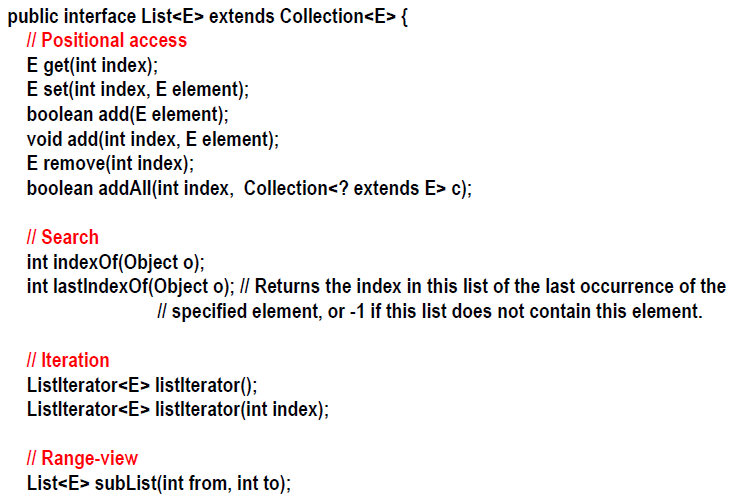 public interface List<E> extends Collection<E> {
// Positional access
E get(int index);
E set(int index, E element);
boolean add(E element);
void add(int index, E element);
E remove(int index);
boolean addAll(int index, Collection<? extends E> c);
// Search
int indexOf(Object o);
int lastIndexOf(Object o); // Returns the index in this list of the last occurrence of the
// specified element, or -1 if this list does not contain this element.
// Iteration
ListIterator<E> listIterator();
ListIterator<E> listIterator(int index);
// Range-view
List<E> subList(int from, int to);